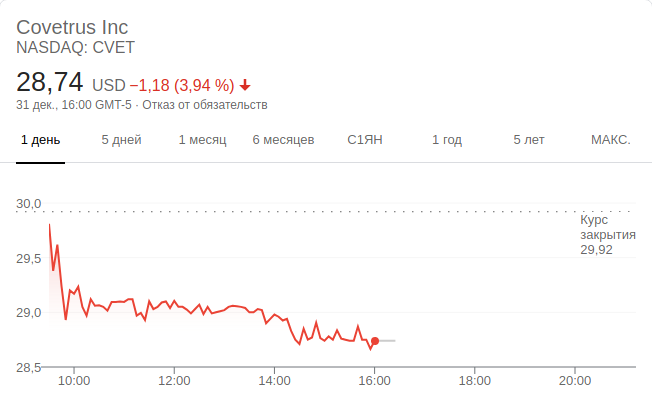 Covetrus Inc
NASDAQ: CVET
28,74 USD −1,18 (3,94 %)
31 дек., 16:00 GMT-5 · Отказ от обязательств
1 день 5 дней 1 месяц 6 месяцев С1ЯН 1 год 5 лет МАКС.
30,0
Курс
закрытия
29,92
29,5
29,0
28,5
10:00 12:00 14:00 16:00 18:00 20:00